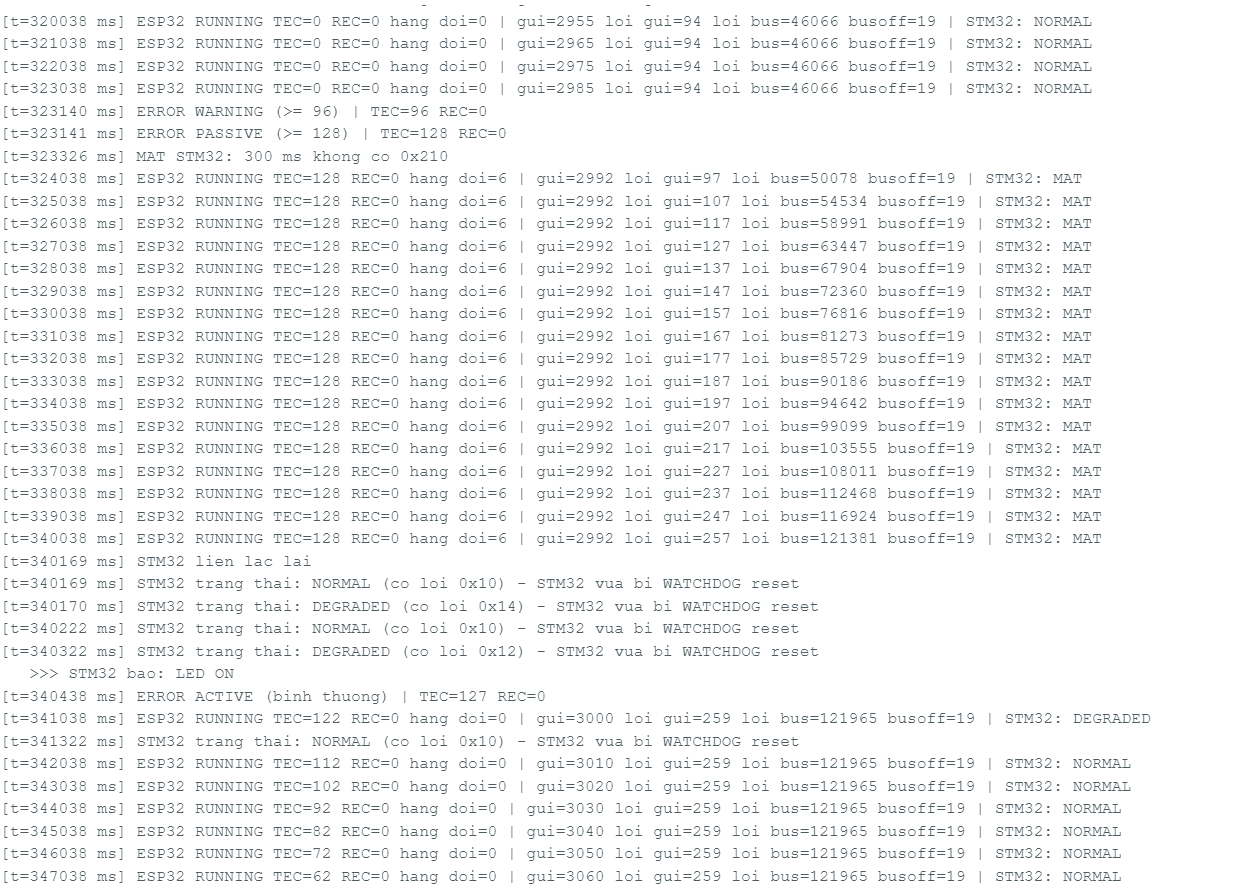 [t=320038 ms] ESP32 RUNNING TEC=0 REC=0 hang doi=0 | gui=2955 loi gui=94 loi bus=46066 busoff=19 | STM32: NORMAL
[t=321038 ms] ESP32 RUNNING TEC=0 REC=0 hang doi=0 | gui=2965 loi gui=94 loi bus=46066 busoff=19 | STM32: NORMAL
[t=322038 ms] ESP32 RUNNING TEC=0 REC=0 hang doi=0 | gui=2975 loi gui=94 loi bus=46066 busoff=19 | STM32: NORMAL
[t=323038 ms] ESP32 RUNNING TEC=0 REC=0 hang doi=0 | gui=2985 loi gui=94 loi bus=46066 busoff=19 | STM32: NORMAL
[t=323140 ms] ERROR WARNING (>= 96) | TEC=96 REC=0
[t=323141 ms] ERROR PASSIVE (>= 128) | TEC=128 REC=0
[t=323326 ms] MAT STM32: 300 ms khong co 0x210
[t=324038 ms] ESP32 RUNNING TEC=128 REC=0 hang doi=6 | gui=2992 loi gui=97 loi bus=50078 busoff=19 | STM32: MAT
[t=325038 ms] ESP32 RUNNING TEC=128 REC=0 hang doi=6 | gui=2992 loi gui=107 loi bus=54534 busoff=19 | STM32: MAT
[t=326038 ms] ESP32 RUNNING TEC=128 REC=0 hang doi=6 | gui=2992 loi gui=117 loi bus=58991 busoff=19 | STM32: MAT
[t=327038 ms] ESP32 RUNNING TEC=128 REC=0 hang doi=6 | gui=2992 loi gui=127 loi bus=63447 busoff=19 | STM32: MAT
[t=328038 ms] ESP32 RUNNING TEC=128 REC=0 hang doi=6 | gui=2992 loi gui=137 loi bus=67904 busoff=19 | STM32: MAT
[t=329038 ms] ESP32 RUNNING TEC=128 REC=0 hang doi=6 | gui=2992 loi gui=147 loi bus=72360 busoff=19 | STM32: MAT
[t=330038 ms] ESP32 RUNNING TEC=128 REC=0 hang doi=6 | gui=2992 loi gui=157 loi bus=76816 busoff=19 | STM32: MAT
[t=331038 ms] ESP32 RUNNING TEC=128 REC=0 hang doi=6 | gui=2992 loi gui=167 loi bus=81273 busoff=19 | STM32: MAT
[t=332038 ms] ESP32 RUNNING TEC=128 REC=0 hang doi=6 | gui=2992 loi gui=177 loi bus=85729 busoff=19 | STM32: MAT
[t=333038 ms] ESP32 RUNNING TEC=128 REC=0 hang doi=6 | gui=2992 loi gui=187 loi bus=90186 busoff=19 | STM32: MAT
[t=334038 ms] ESP32 RUNNING TEC=128 REC=0 hang doi=6 | gui=2992 loi gui=197 loi bus=94642 busoff=19 | STM32: MAT
[t=335038 ms] ESP32 RUNNING TEC=128 REC=0 hang doi=6 | gui=2992 loi gui=207 loi bus=99099 busoff=19 | STM32: MAT
[t=336038 ms] ESP32 RUNNING TEC=128 REC=0 hang doi=6 | gui=2992 loi gui=217 loi bus=103555 busoff=19 | STM32: MAT
[t=337038 ms] ESP32 RUNNING TEC=128 REC=0 hang doi=6 | gui=2992 loi gui=227 loi bus=108011 busoff=19 | STM32: MAT
[t=338038 ms] ESP32 RUNNING TEC=128 REC=0 hang doi=6 | gui=2992 loi gui=237 loi bus=112468 busoff=19 | STM32: MAT
[t=339038 ms] ESP32 RUNNING TEC=128 REC=0 hang doi=6 | gui=2992 loi gui=247 loi bus=116924 busoff=19 | STM32: MAT
[t=340038 ms] ESP32 RUNNING TEC=128 REC=0 hang doi=6 | gui=2992 loi gui=257 loi bus=121381 busoff=19 | STM32: MAT
[t=340169 ms] STM32 lien lac lai
[t=340169 ms] STM32 trang thai: NORMAL (co loi 0x10) - STM32 vua bi WATCHDOG reset
[t=340170 ms] STM32 trang thai: DEGRADED (co loi 0x14) - STM32 vua bi WATCHDOG reset
[t=340222 ms] STM32 trang thai: NORMAL (co loi 0x10) - STM32 vua bi WATCHDOG reset
[t=340322 ms] STM32 trang thai: DEGRADED (co loi 0x12) - STM32 vua bi WATCHDOG reset
>>> STM32 bao: LED ON
[t=340438 ms] ERROR ACTIVE (binh thuong) | TEC=127 REC=0
[t=341038 ms] ESP32 RUNNING TEC=122 REC=0 hang doi=0 | gui=3000 loi gui=259 loi bus=121965 busoff=19 | STM32: DEGRADED
[t=341322 ms] STM32 trang thai: NORMAL (co loi 0x10) - STM32 vua bi WATCHDOG reset
[t=342038 ms] ESP32 RUNNING TEC=112 REC=0 hang doi=0 | gui=3010 loi gui=259 loi bus=121965 busoff=19 | STM32: NORMAL
[t=343038 ms] ESP32 RUNNING TEC=102 REC=0 hang doi=0 | gui=3020 loi gui=259 loi bus=121965 busoff=19 | STM32: NORMAL
[t=344038 ms] ESP32 RUNNING TEC=92 REC=0 hang doi=0 | gui=3030 loi gui=259 loi bus=121965 busoff=19 | STM32: NORMAL
[t=345038 ms] ESP32 RUNNING TEC=82 REC=0 hang doi=0 | gui=3040 loi gui=259 loi bus=121965 busoff=19 | STM32: NORMAL
[t=346038 ms] ESP32 RUNNING TEC=72 REC=0 hang doi=0 | gui=3050 loi gui=259 loi bus=121965 busoff=19 | STM32: NORMAL
[t=347038 ms] ESP32 RUNNING TEC=62 REC=0 hang doi=0 | gui=3060 loi gui=259 loi bus=121965 busoff=19 | STM32: NORMAL